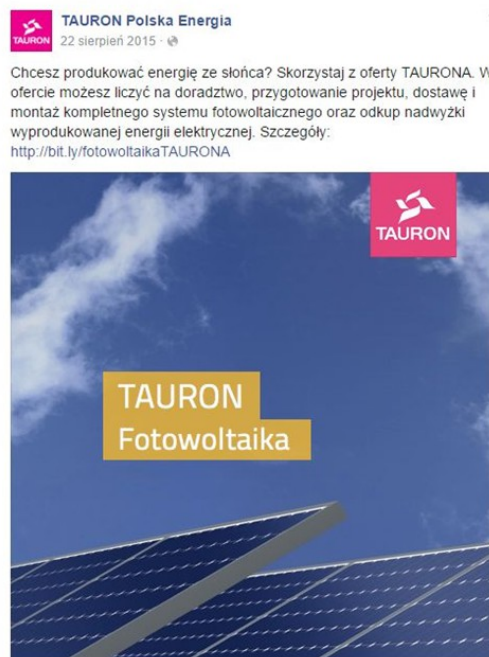 TAURON Polska Energia
TAURON
22 sierpień 2015 ·
Chcesz produkować energię ze słońca? Skorzystaj z oferty TAURONA. W
ofercie możesz liczyć na doradztwo, przygotowanie projektu, dostawę i
montaż kompletnego systemu fotowoltaicznego oraz odkup nadwyżki
wyprodukowanej energii elektrycznej. Szczegóły:
http://bit.ly/fotowoltaikaTAURONA
TAURON
TAURON
Fotowoltaika